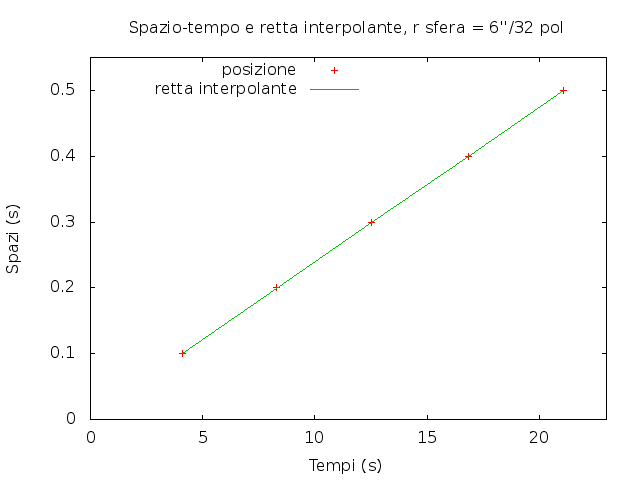 Spazio-tempo e retta interpolante, r sfera = 6"/32 pol
posizione
retta interpolante
0.5
0.4
0.3
0.2
0.1
0
Spazi (s)
0 5 10 15 20
Tempi (s)